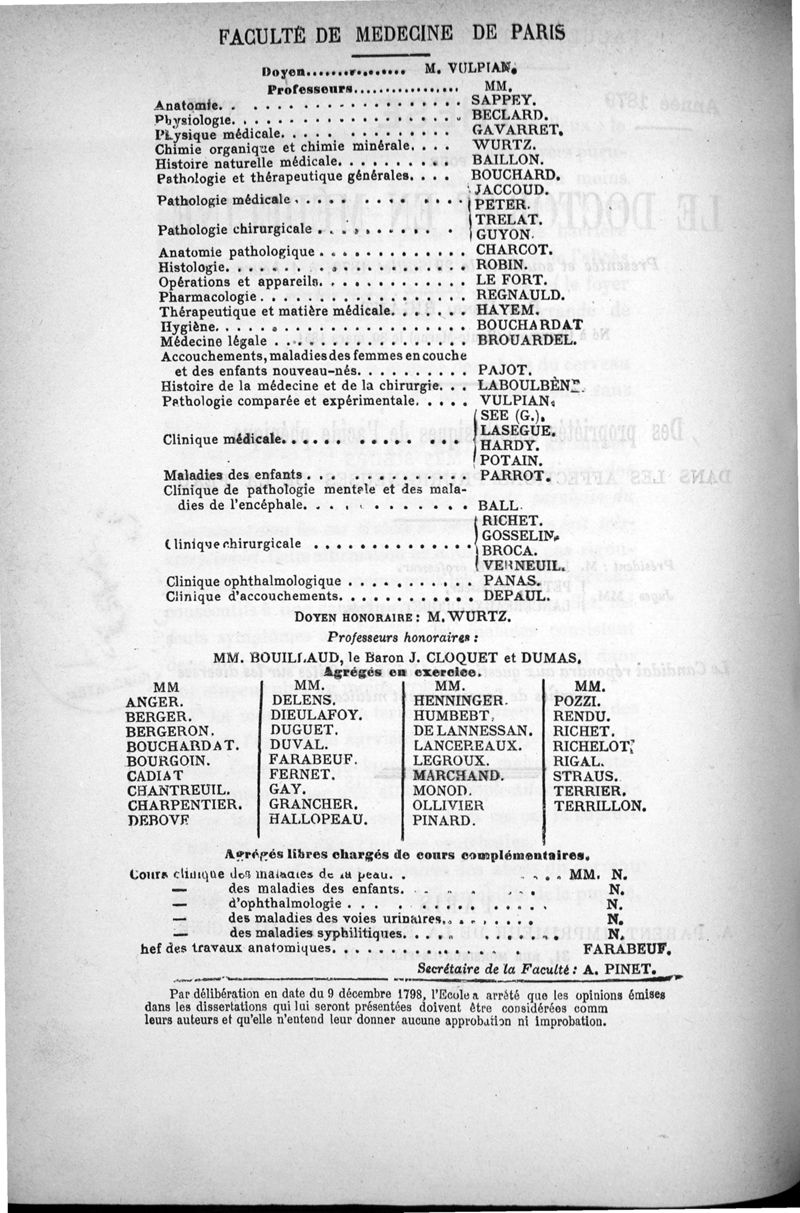 FACULTÉ DE MEDECINE DE PARIS
Doyen.................. M. VULPIAN.
Professeurs................ MM.
Anatomie. . . . . . . . . . . . . . . . . . SAPPEY.
Physiologie. . . . . . . . . . . . . . . . . BECLARD.
Physique médicale. . . . . . . . . . . . . . GAVARRET.
Chimie organique et chimie minérale. . . . WURTZ.
Histoire naturelle médicale. . . . . . . . . BAILLON.
Pathologie et thérapeutique générales. . . . BOUCHARD.
Pathologie médicale . . . . . . . . . . . . JACCOUD.
PETER.
Pathologie chirurgicale . . . . . . . . . . TRELAT.
GUYON.
Anatomie pathologique . . . . . . . . . . . . CHARCOT.
Histologie. . . . . . . . . . . . . . . . . . ROBIN.
Opérations et appareils. . . . . . . . . . . . LE FORT.
Pharmacologie . . . . . . . . . . . . . . . . REGNAULD.
Thérapeutique et matière médicale. . . . . . . HAYEM.
Hygiène. . . . . . . . . . . . . . . . . . . BOUCHARDAT
Médecine légale . . . . . . . . . . . . . . . BROUARDEL.
Accouchements, maladies des femmes en couche
et des enfants nouveau-nés. . . . . . . . . . PAJOT.
Histoire de la médecine et de la chirurgie. . . LABOULBÈNE.
Pathologie comparée et expérimentale. . . . . VULPIAN.
Clinique médicale. . . . . . . . . . . . . . SEE (G.).
LASEGUE.
HARDY.
POTAIN.
Maladies des enfants . . . . . . . . . . . . . PARROT.
Clinique de pathologie mentale et des mala-
dies de l'encéphale. . . . . . . . . . . . . BALL
Clinique chirurgicale . . . . . . . . . . . . . . RICHET.
GOSSELIN.
BROCA.
VERNEUIL.
Clinique ophthalmologique . . . . . . . . . . . PANAS.
Clinique d'accouchements. . . . . . . . . . . . DEPAUL.
DOYEN HONORAIRE : M. WURTZ.
Professeurs honoraires :
MM. BOUILLAUD, le Baron J. CLOQUET et DUMAS.
Agrégés en exercice.
MM MM. MM. MM.
ANGER. DELENS. HENNINGER. POZZI.
BERGER. DIEULAFOY. HUMBEBT. RENDU.
BERGERON. DUGUET. DE LANNESSAN. RICHET.
BOUCHARDAT. DUVAL. LANCEREAUX. RICHELOT.
BOURGOIN. FARABEUF. LEGROUX. RIGAL.
CADIAT FERNET. MARCHAND. STRAUS.
CHANTREUIL. GAY. MONOD. TERRIER.
CHARPENTIER. GRANCHER. OLLIVIER TERRILLON.
DEBOVE HALLOPEAU. PINARD.
Agrégés libres chargés de cours complémentaires.
Cours clinique des maladies de la peau. . . . . . MM. N.
— des maladies des enfants. . . . . . . . N.
— d'ophthalmologie . . . . . . . . . . . . N.
— des maladies des voies urinaires. . . . . . . . N.
— des maladies syphilitiques. . . . . . . . . . . N.
hef des travaux anatomiques. . . . . . . . . . . . . . . FARABEUF.
Secrétaire de la Faculté : A. PINET.
Par délibération en date du 9 décembre 1798, l'Ecole a arrêté que les opinions émises
dans les dissertations qui lui seront présentées doivent être considérées comm
leurs auteurs et qu'elle n'entend leur donner aucune approbation ni improbation.